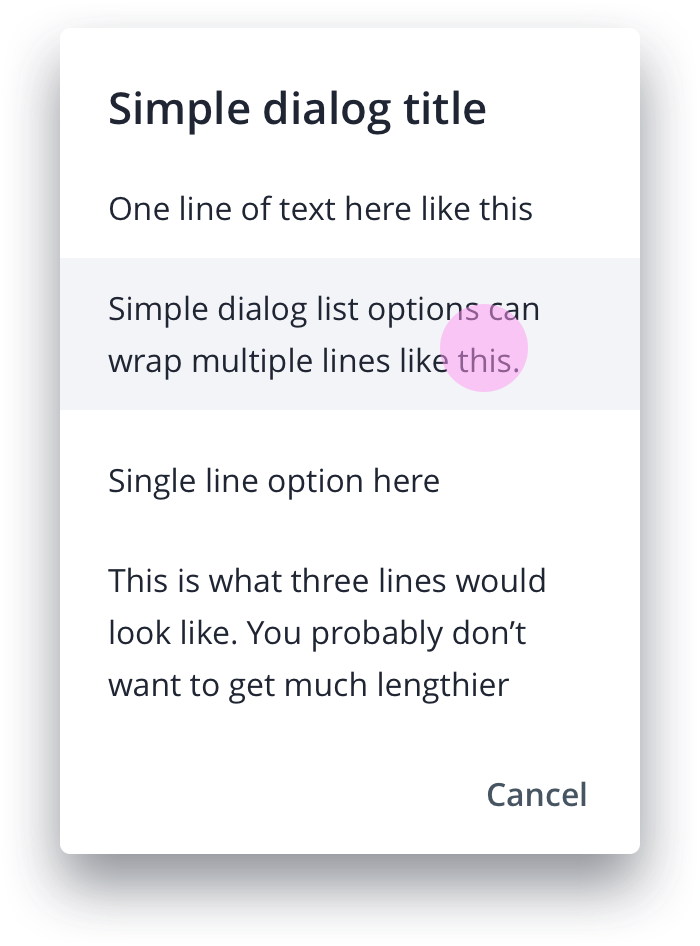 Simple dialog title
One line of text here like this
Simple dialog list options can
wrap multiple lines like this.
Single line option here
This is what three lines would
look like. You probably don’t
want to get much lengthier
Cancel